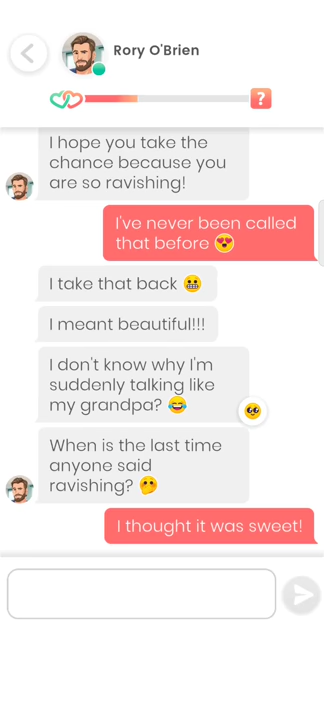 Rory O'Brien
?
I hope you take the
chance because you
are so ravishing!
I've never been called
that before 😍
I take that back 😬
I meant beautiful!!!
I don't know why I'm
suddenly talking like
my grandpa? 😂
When is the last time
anyone said
ravishing? 🤔
I thought it was sweet!